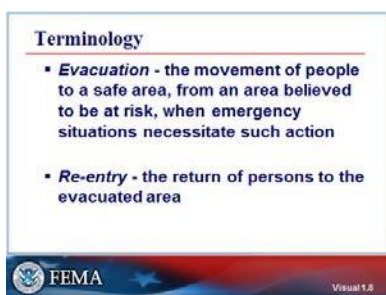 Terminology
▪ Evacuation - the movement of people
to a safe area, from an area believed
to be at risk, when emergency
situations necessitate such action
▪ Re-entry - the return of persons to the
evacuated area
FEMA
Visual 1.8